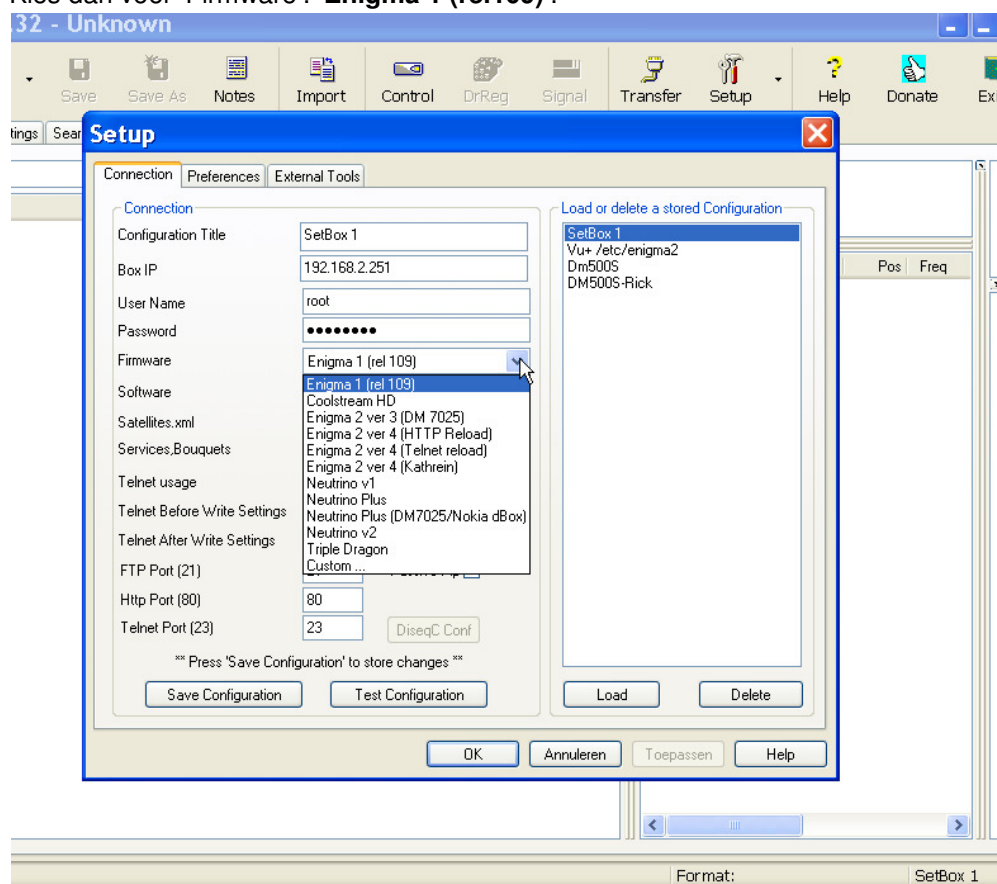 Enigma 1 (rel109)
.32 - Unknown
Save Save As Notes Import Control DrReg Signal Transfer Setup Help Donate Exi
tings Sear
Setup
Connection Preferences External Tools
Connection
Configuration Title SetBox 1
Box IP 192.168.2.251
User Name root
Password ••••••••
Firmware Enigma 1 (rel 109)
Enigma 1 (rel 109)
Coolstream HD
Enigma 2 ver 3 (DM 7025)
Enigma 2 ver 4 (HTTP Reload)
Enigma 2 ver 4 (Telnet reload)
Enigma 2 ver 4 (Kathrein)
Neutrino v1
Neutrino Plus
Neutrino Plus (DM7025/Nokia dBox)
Neutrino v2
Triple Dragon
Custom ...
Software
Satellites.xml
Services,Bouquets
Telnet usage
Telnet Before Write Settings
Telnet After Write Settings
FTP Port (21)
Http Port (80) 80
Telnet Port (23) 23 DiseqC Conf
** Press 'Save Configuration' to store changes **
Save Configuration Test Configuration
Load or delete a stored Configuration
SetBox 1
Vu+ /etc/enigma2
Dm500S
DM500S-Rick
Load Delete
OK Annuleren Toepassen Help
Pos Freq
Format: SetBox 1